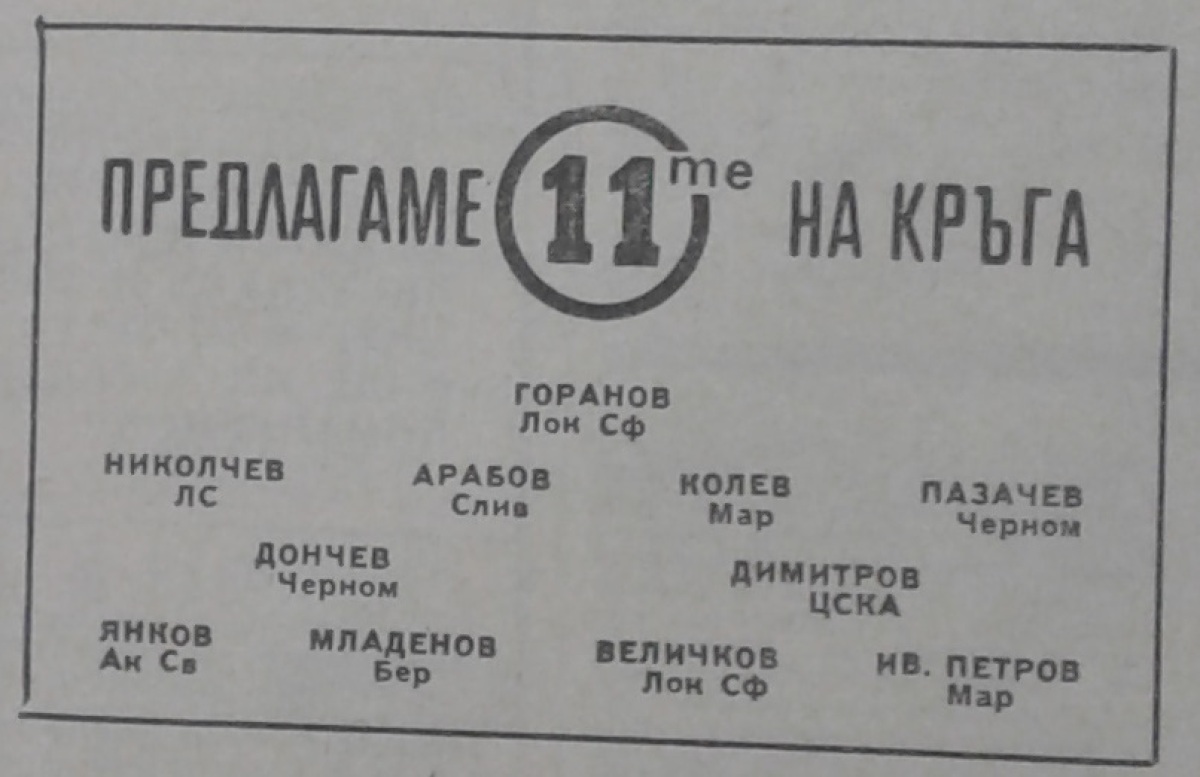 ПРЕДЛАГАМЕ 11те НА КРЪГА
ГОРАНОВ
Лок Сф
НИКОЛЧЕВ АРАБОВ КОЛЕВ ПАЗАЧЕВ
ЛС Слив Мар Черном
ДОНЧЕВ ДИМИТРОВ
Черном ЦСКА
ЯНКОВ МЛАДЕНОВ ВЕЛИЧКОВ ИВ. ПЕТРОВ
Ак Св Бер Лок Сф Мар